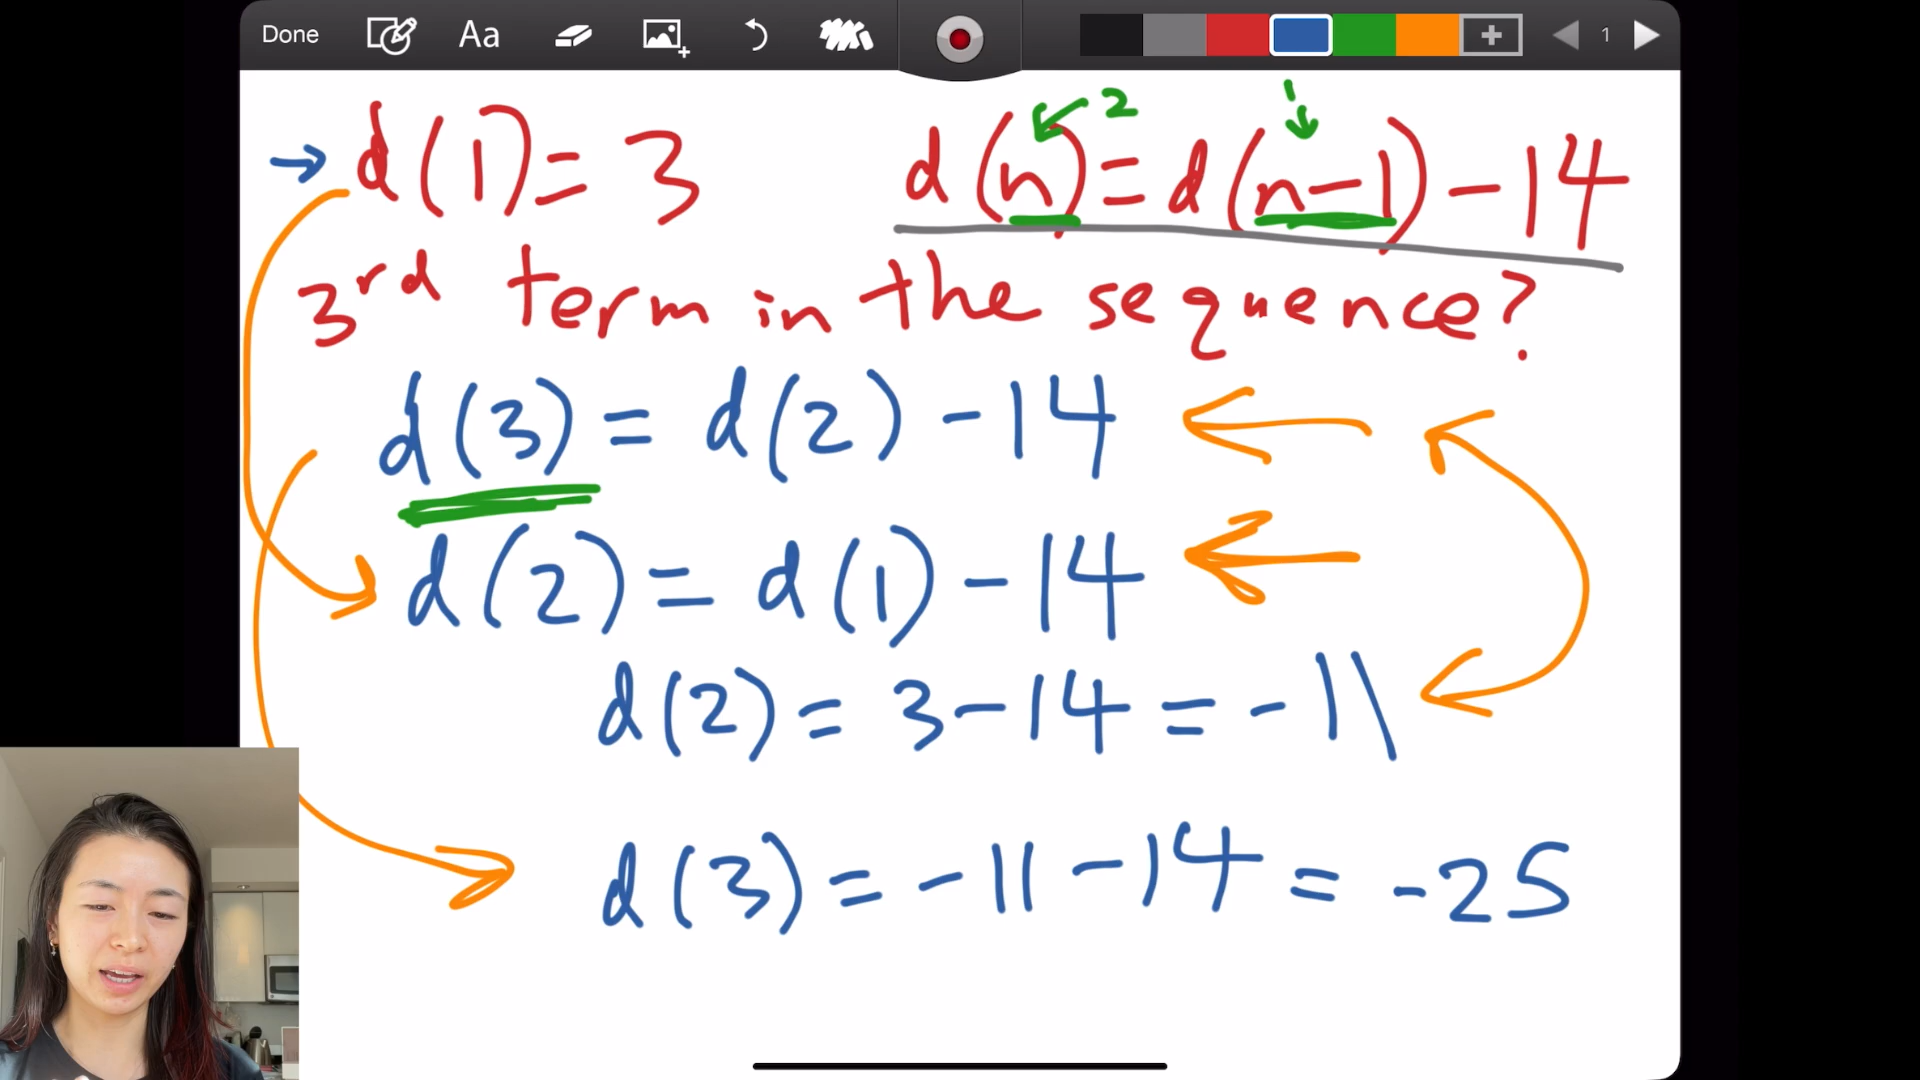 Done Aa 1
2 1
d(1)=3 d(n)=d(n-1)-14
3rd term in the sequence?
d(3)=d(2)-14
d(2)=d(1)-14
d(2)=3-14=-11
d(3)=-11-14=-25